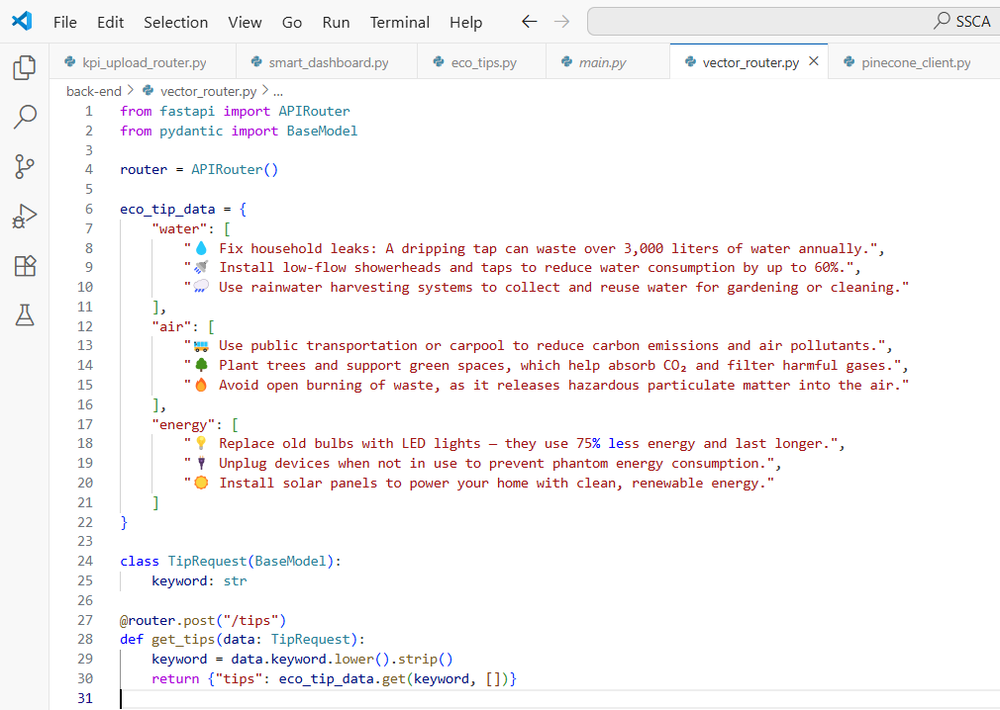 File Edit Selection View Go Run Terminal Help ← → SSCA
kpi_upload_router.py smart_dashboard.py eco_tips.py main.py vector_router.py × pinecone_client.py
back-end > vector_router.py > ...
1 from fastapi import APIRouter
2 from pydantic import BaseModel
3
4 router = APIRouter()
5
6 eco_tip_data = {
7 "water": [
8 "💧 Fix household leaks: A dripping tap can waste over 3,000 liters of water annually.",
9 "🚿 Install low-flow showerheads and taps to reduce water consumption by up to 60%.",
10 "🌧 Use rainwater harvesting systems to collect and reuse water for gardening or cleaning."
11 ],
12 "air": [
13 "🚌 Use public transportation or carpool to reduce carbon emissions and air pollutants.",
14 "🌳 Plant trees and support green spaces, which help absorb CO₂ and filter harmful gases.",
15 "🔥 Avoid open burning of waste, as it releases hazardous particulate matter into the air."
16 ],
17 "energy": [
18 "💡 Replace old bulbs with LED lights — they use 75% less energy and last longer.",
19 "🔌 Unplug devices when not in use to prevent phantom energy consumption.",
20 "☀ Install solar panels to power your home with clean, renewable energy."
21 ]
22 }
23
24 class TipRequest(BaseModel):
25 keyword: str
26
27 @router.post("/tips")
28 def get_tips(data: TipRequest):
29 keyword = data.keyword.lower().strip()
30 return {"tips": eco_tip_data.get(keyword, [])}
31